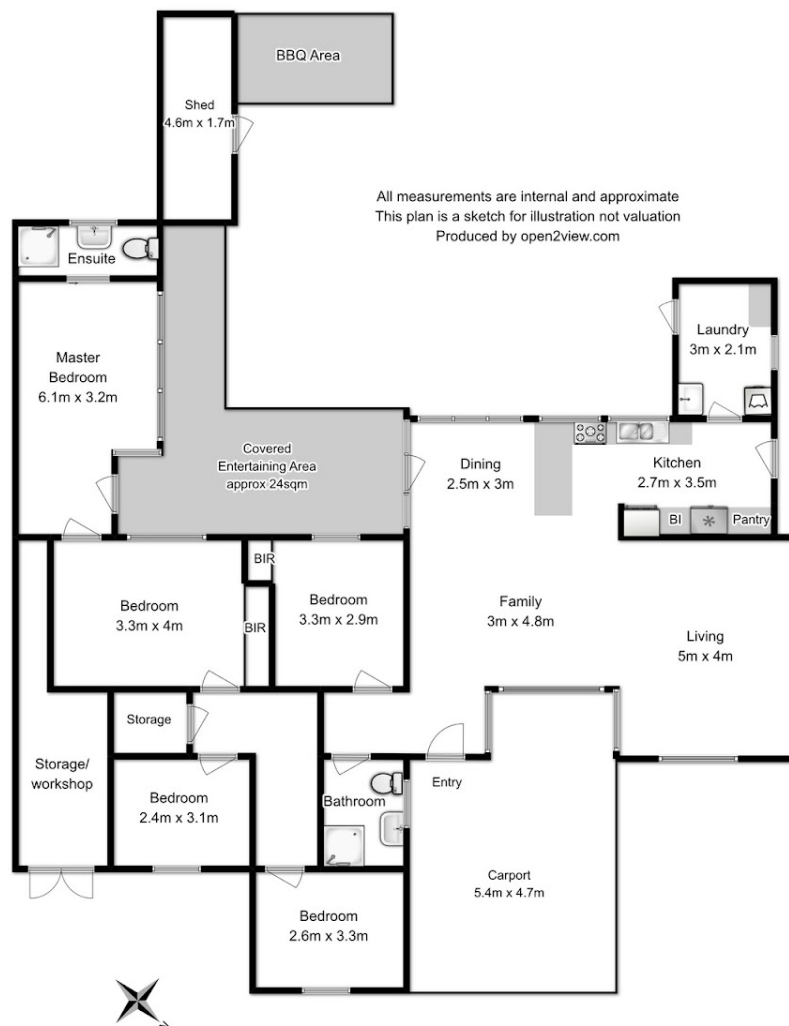 BBQ Area
Shed
4.6m x 1.7m
All measurements are internal and approximate
This plan is a sketch for illustration not valuation
Produced by open2view.com
Ensuite
Laundry
3m x 2.1m
Master
Bedroom
6.1m x 3.2m
Covered
Entertaining Area
approx 24sqm
Dining
2.5m x 3m
Kitchen
2.7m x 3.5m
BI
Pantry
BIR
Bedroom
3.3m x 4m
BIR
Bedroom
3.3m x 2.9m
Family
3m x 4.8m
Living
5m x 4m
Storage
Storage/
workshop
Bedroom
2.4m x 3.1m
Bathroom
Entry
Carport
5.4m x 4.7m
Bedroom
2.6m x 3.3m